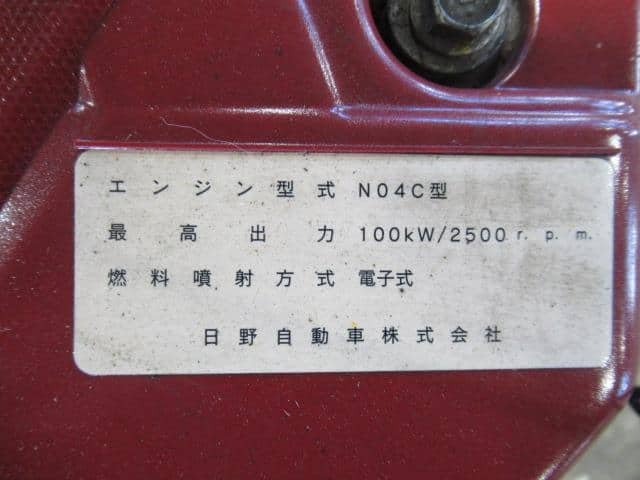 エンジン型式 N04C型
最高出力 100kW/2500 r.p.m.
燃料噴射方式 電子式
日野自動車株式会社